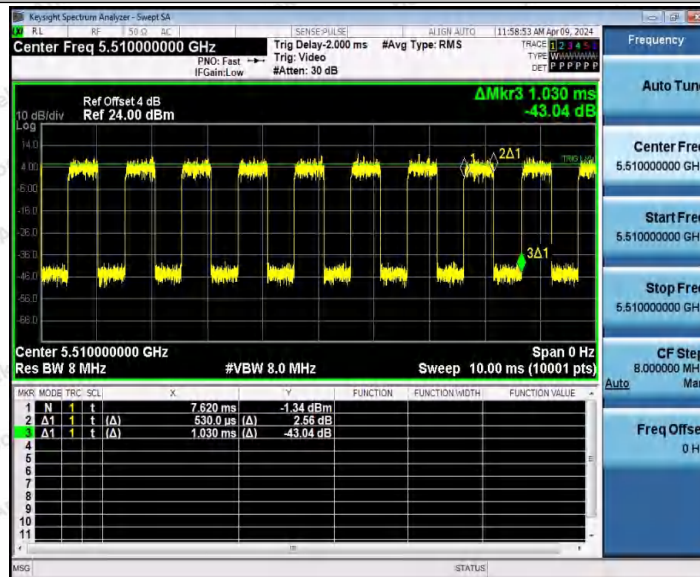 Keysight Spectrum Analyzer - Swept SA
RL RF 50 Ω AC SENSE:PULSE ALIGN AUTO 11:58:53 AM Apr 09, 2024
Center Freq 5.510000000 GHz
PNO: Fast
IFGain:Low
Trig Delay-2.000 ms
Trig: Video
#Atten: 30 dB
#Avg Type: RMS
TRACE 1 2 3 4 5 6
TYPE WWWWWW
DET P P P P P P
ΔMkr3 1.030 ms
-43.04 dB
Ref Offset 4 dB
10 dB/div Ref 24.00 dBm
Log
14.0
4.00
-6.00
-16.0
-26.0
-36.0
-46.0
-56.0
-66.0
1
2Δ1
TRIG LVL
3Δ1
Center 5.510000000 GHz Span 0 Hz
Res BW 8 MHz #VBW 8.0 MHz Sweep 10.00 ms (10001 pts)
MKR MODE TRC SCL X Y FUNCTION FUNCTION WIDTH FUNCTION VALUE
1 N 1 t 7.620 ms -1.34 dBm
2 Δ1 1 t (Δ) 530.0 µs (Δ) 2.56 dB
3 Δ1 1 t (Δ) 1.030 ms (Δ) -43.04 dB
4
5
6
7
8
9
10
11
MSG STATUS
Frequency
Auto Tune
Center Freq
5.510000000 GH
Start Freq
5.510000000 GH
Stop Freq
5.510000000 GH
CF Step
8.000000 MH
Auto Man
Freq Offse
0 H